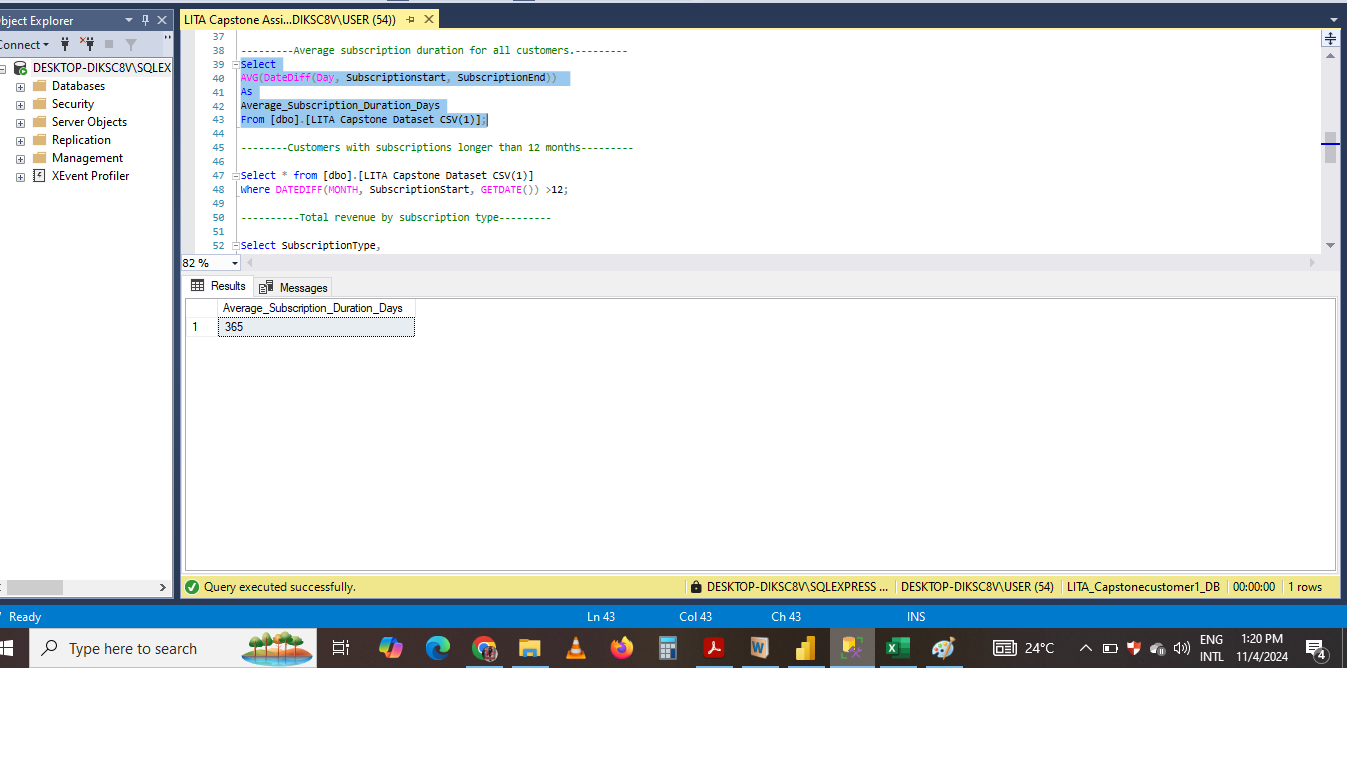 bject Explorer
LITA Capstone Assi...DIKSC8V\USER (54))
onnect
DESKTOP-DIKSC8V\SQLEX
Databases
Security
Server Objects
Replication
Management
XEvent Profiler
37
38 ---------Average subscription duration for all customers.---------
39 Select
40 AVG(DateDiff(Day, Subscriptionstart, SubscriptionEnd))
41 As
42 Average_Subscription_Duration_Days
43 From [dbo].[LITA Capstone Dataset CSV(1)];
44
45 --------Customers with subscriptions longer than 12 months---------
46
47 Select * from [dbo].[LITA Capstone Dataset CSV(1)]
48 Where DATEDIFF(MONTH, SubscriptionStart, GETDATE()) >12;
49
50 ----------Total revenue by subscription type---------
51
52 Select SubscriptionType,
82 %
Results Messages
Average_Subscription_Duration_Days
1 365
Query executed successfully. DESKTOP-DIKSC8V\SQLEXPRESS ... DESKTOP-DIKSC8V\USER (54) LITA_Capstonecustomer1_DB 00:00:00 1 rows
Ready Ln 43 Col 43 Ch 43 INS
Type here to search 24°C ENG INTL 1:20 PM 11/4/2024 4